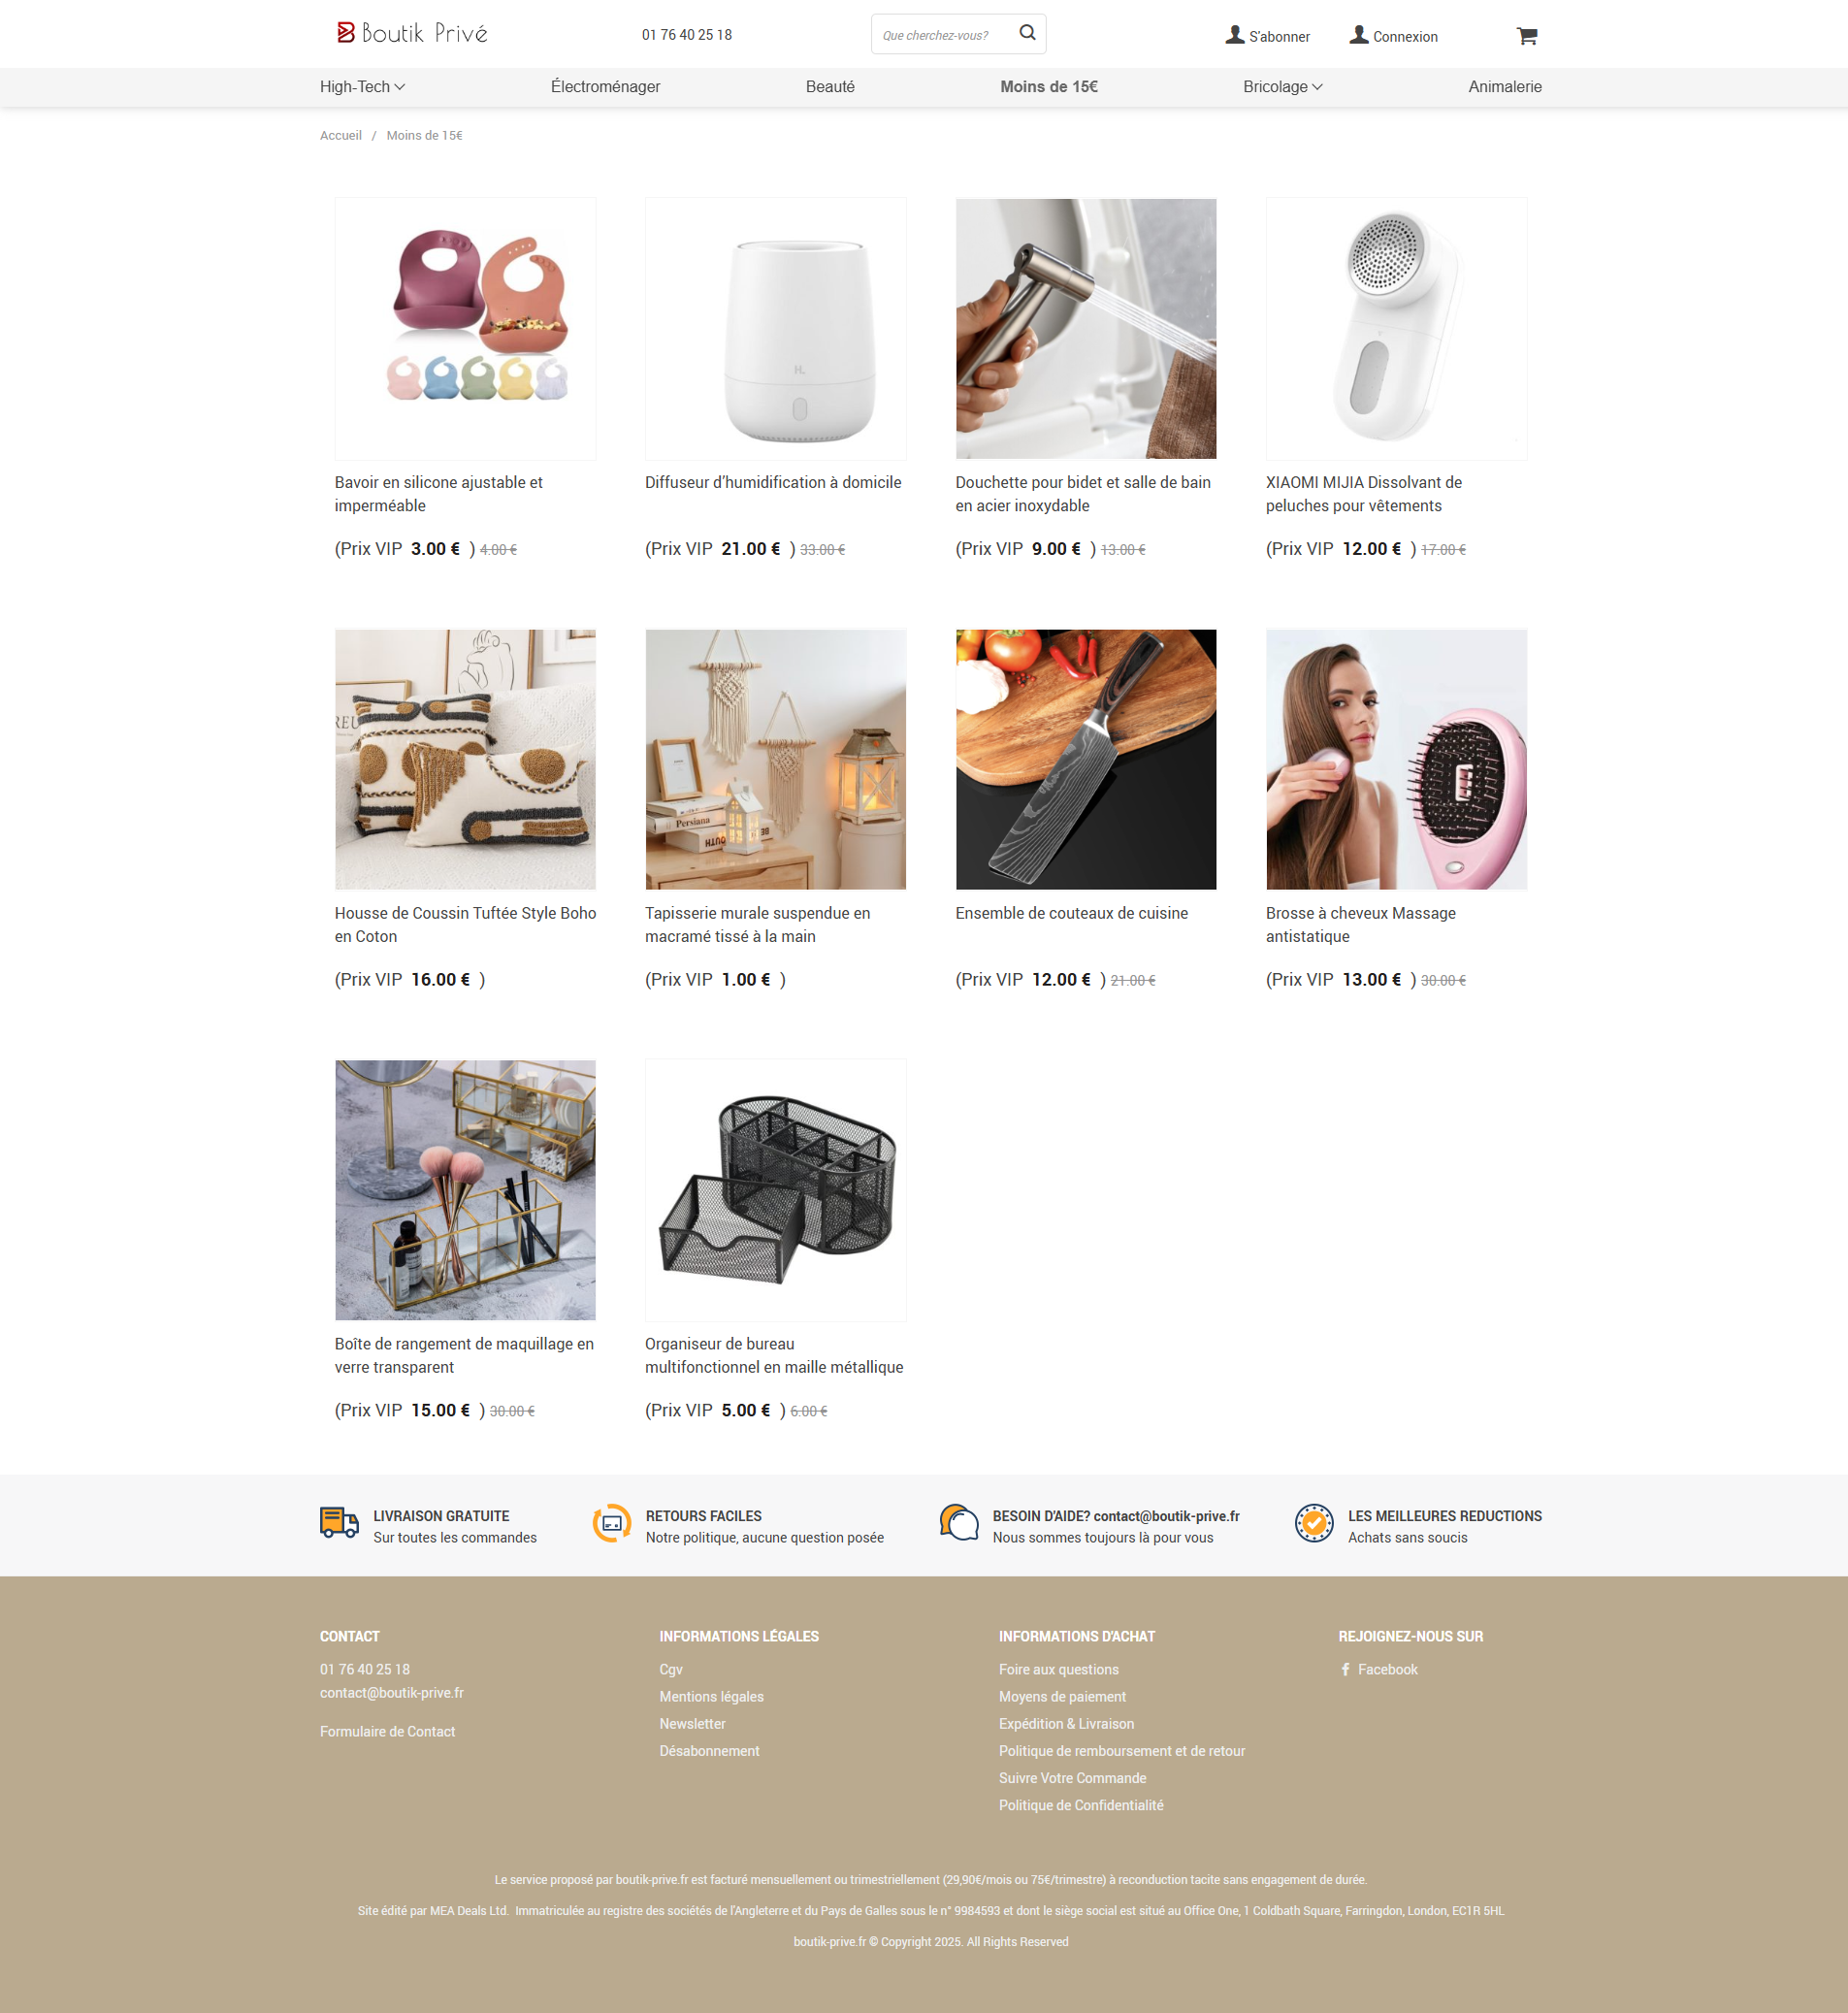 Boutik Privé
01 76 40 25 18
Que cherchez-vous?
S'abonner
Connexion
High-Tech
Électroménager
Beauté
Moins de 15€
Bricolage
Animalerie
Accueil / Moins de 15€
HL
Bavoir en silicone ajustable et
imperméable
(Prix VIP 3.00 € ) 4.00 €
Diffuseur d’humidification à domicile
(Prix VIP 21.00 € ) 33.00 €
Douchette pour bidet et salle de bain
en acier inoxydable
(Prix VIP 9.00 € ) 13.00 €
XIAOMI MIJIA Dissolvant de
peluches pour vêtements
(Prix VIP 12.00 € ) 17.00 €
Persiana
Housse de Coussin Tuftée Style Boho
en Coton
(Prix VIP 16.00 € )
Tapisserie murale suspendue en
macramé tissé à la main
(Prix VIP 1.00 € )
Ensemble de couteaux de cuisine
(Prix VIP 12.00 € ) 21.00 €
Brosse à cheveux Massage
antistatique
(Prix VIP 13.00 € ) 30.00 €
Boîte de rangement de maquillage en
verre transparent
(Prix VIP 15.00 € ) 30.00 €
Organiseur de bureau
multifonctionnel en maille métallique
(Prix VIP 5.00 € ) 6.00 €
LIVRAISON GRATUITE
Sur toutes les commandes
RETOURS FACILES
Notre politique, aucune question posée
BESOIN D'AIDE? contact@boutik-prive.fr
Nous sommes toujours là pour vous
LES MEILLEURES REDUCTIONS
Achats sans soucis
CONTACT
01 76 40 25 18
contact@boutik-prive.fr
Formulaire de Contact
INFORMATIONS LÉGALES
Cgv
Mentions légales
Newsletter
Désabonnement
INFORMATIONS D'ACHAT
Foire aux questions
Moyens de paiement
Expédition & Livraison
Politique de remboursement et de retour
Suivre Votre Commande
Politique de Confidentialité
REJOIGNEZ-NOUS SUR
Facebook
Le service proposé par boutik-prive.fr est facturé mensuellement ou trimestriellement (29,90€/mois ou 75€/trimestre) à reconduction tacite sans engagement de durée.
Site édité par MEA Deals Ltd. Immatriculée au registre des sociétés de l'Angleterre et du Pays de Galles sous le n° 9984593 et dont le siège social est situé au Office One, 1 Coldbath Square, Farringdon, London, EC1R 5HL
boutik-prive.fr © Copyright 2025. All Rights Reserved